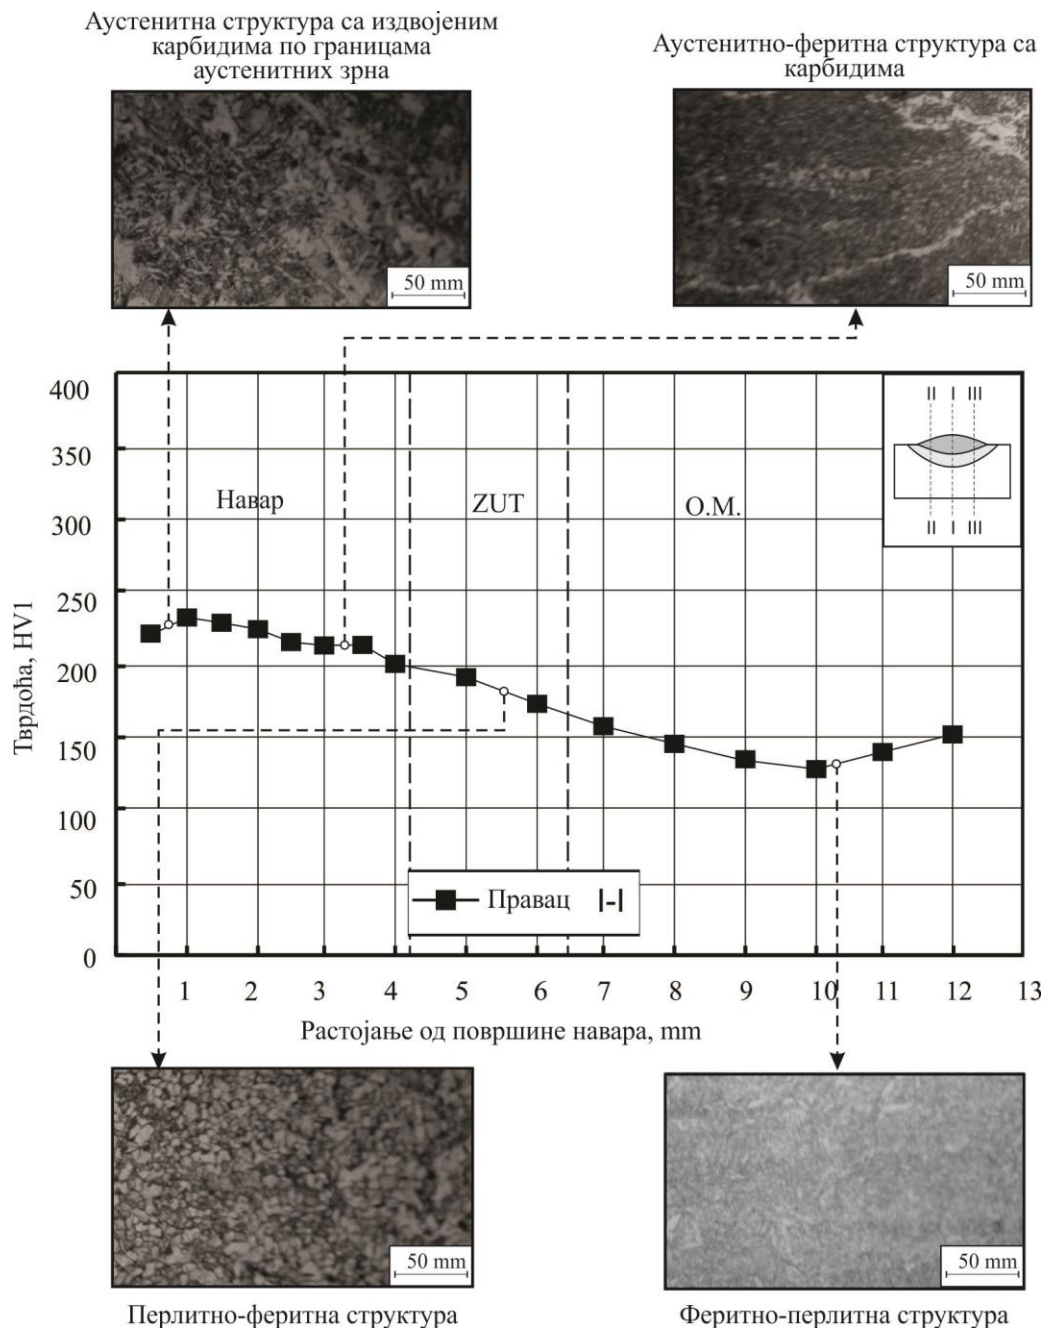 Аустенитна структура са издвојеним
карбидима по границама
аустенитних зрна
Аустенитно-феритна структура са
карбидима
50 mm
50 mm
400
350
300
250
200
150
100
50
0
Тврдоћа, HV1
Навар
ZUT
О.М.
II I III
II I III
Правац I-I
1 2 3 4 5 6 7 8 9 10 11 12 13
Растојање од површине навара, mm
50 mm
50 mm
Перлитно-феритна структура
Феритно-перлитна структура